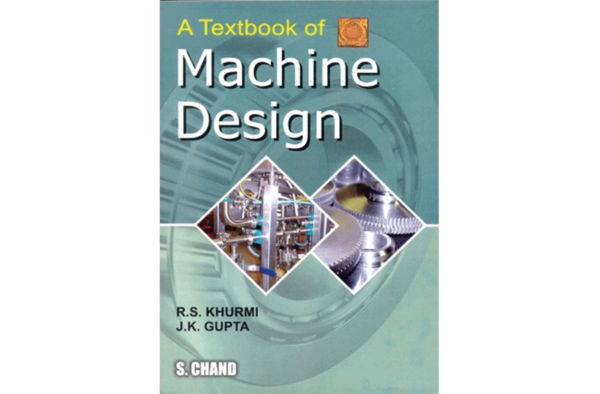 A Textbook of
Machine
Design
R.S. KHURMI
J.K. GUPTA
S. CHAND